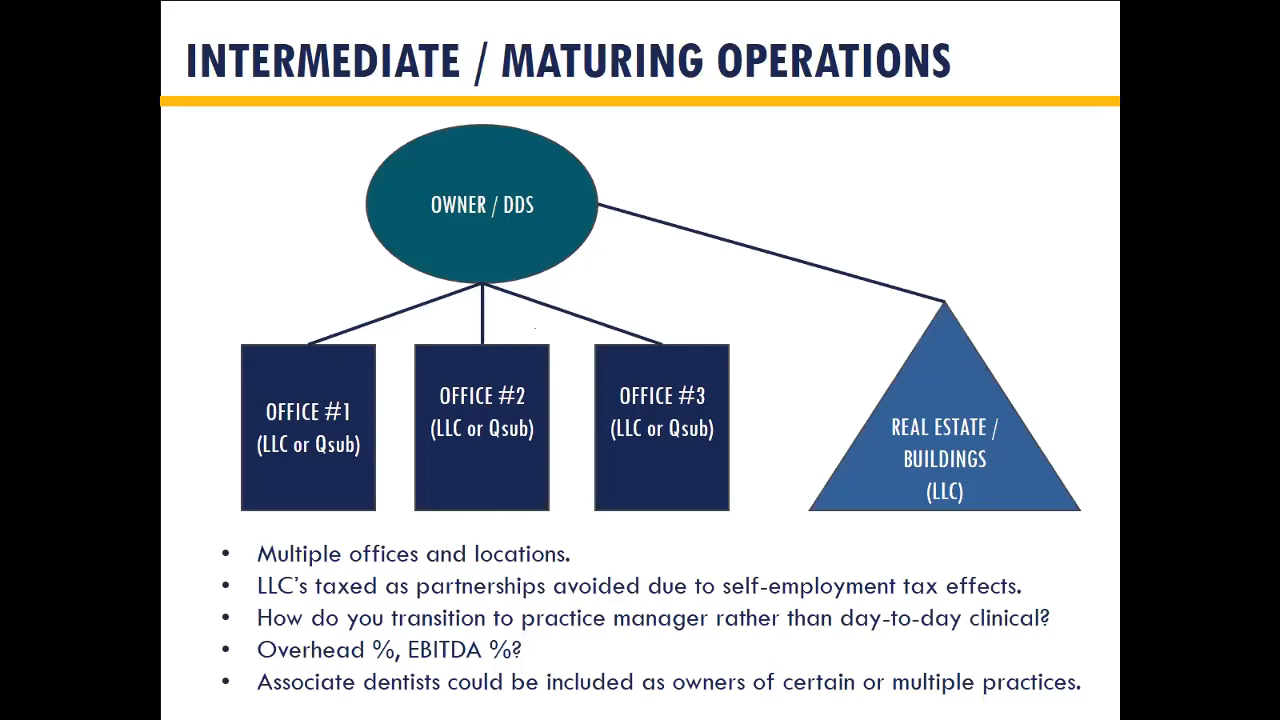 INTERMEDIATE / MATURING OPERATIONS
OWNER / DDS
OFFICE #1
(LLC or Qsub)
OFFICE #2
(LLC or Qsub)
OFFICE #3
(LLC or Qsub)
REAL ESTATE /
BUILDINGS
(LLC)
• Multiple offices and locations.
• LLC's taxed as partnerships avoided due to self-employment tax effects.
• How do you transition to practice manager rather than day-to-day clinical?
• Overhead %, EBITDA %?
• Associate dentists could be included as owners of certain or multiple practices.